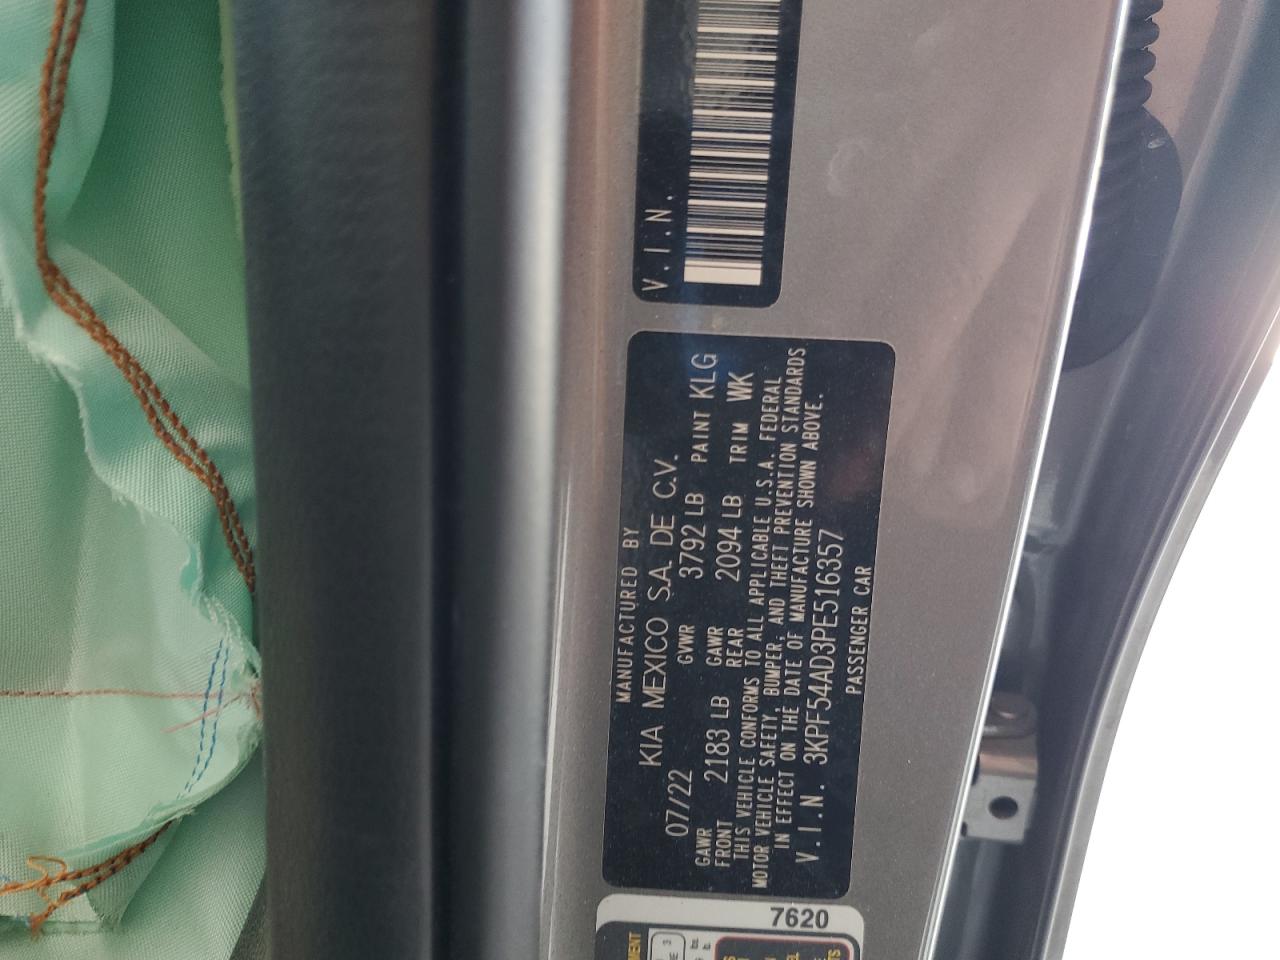 V.I.N.
MANUFACTURED BY
KIA MEXICO S.A. DE C.V.
07/22 GVWR 3792 LB PAINT KLG
GAWR FRONT 2183 LB GAWR REAR 2094 LB TRIM WK
THIS VEHICLE CONFORMS TO ALL APPLICABLE U.S.A. FEDERAL
MOTOR VEHICLE SAFETY, BUMPER, AND THEFT PREVENTION STANDARDS
IN EFFECT ON THE DATE OF MANUFACTURE SHOWN ABOVE.
V.I.N. 3KPF54AD3PE516357
PASSENGER CAR
7620